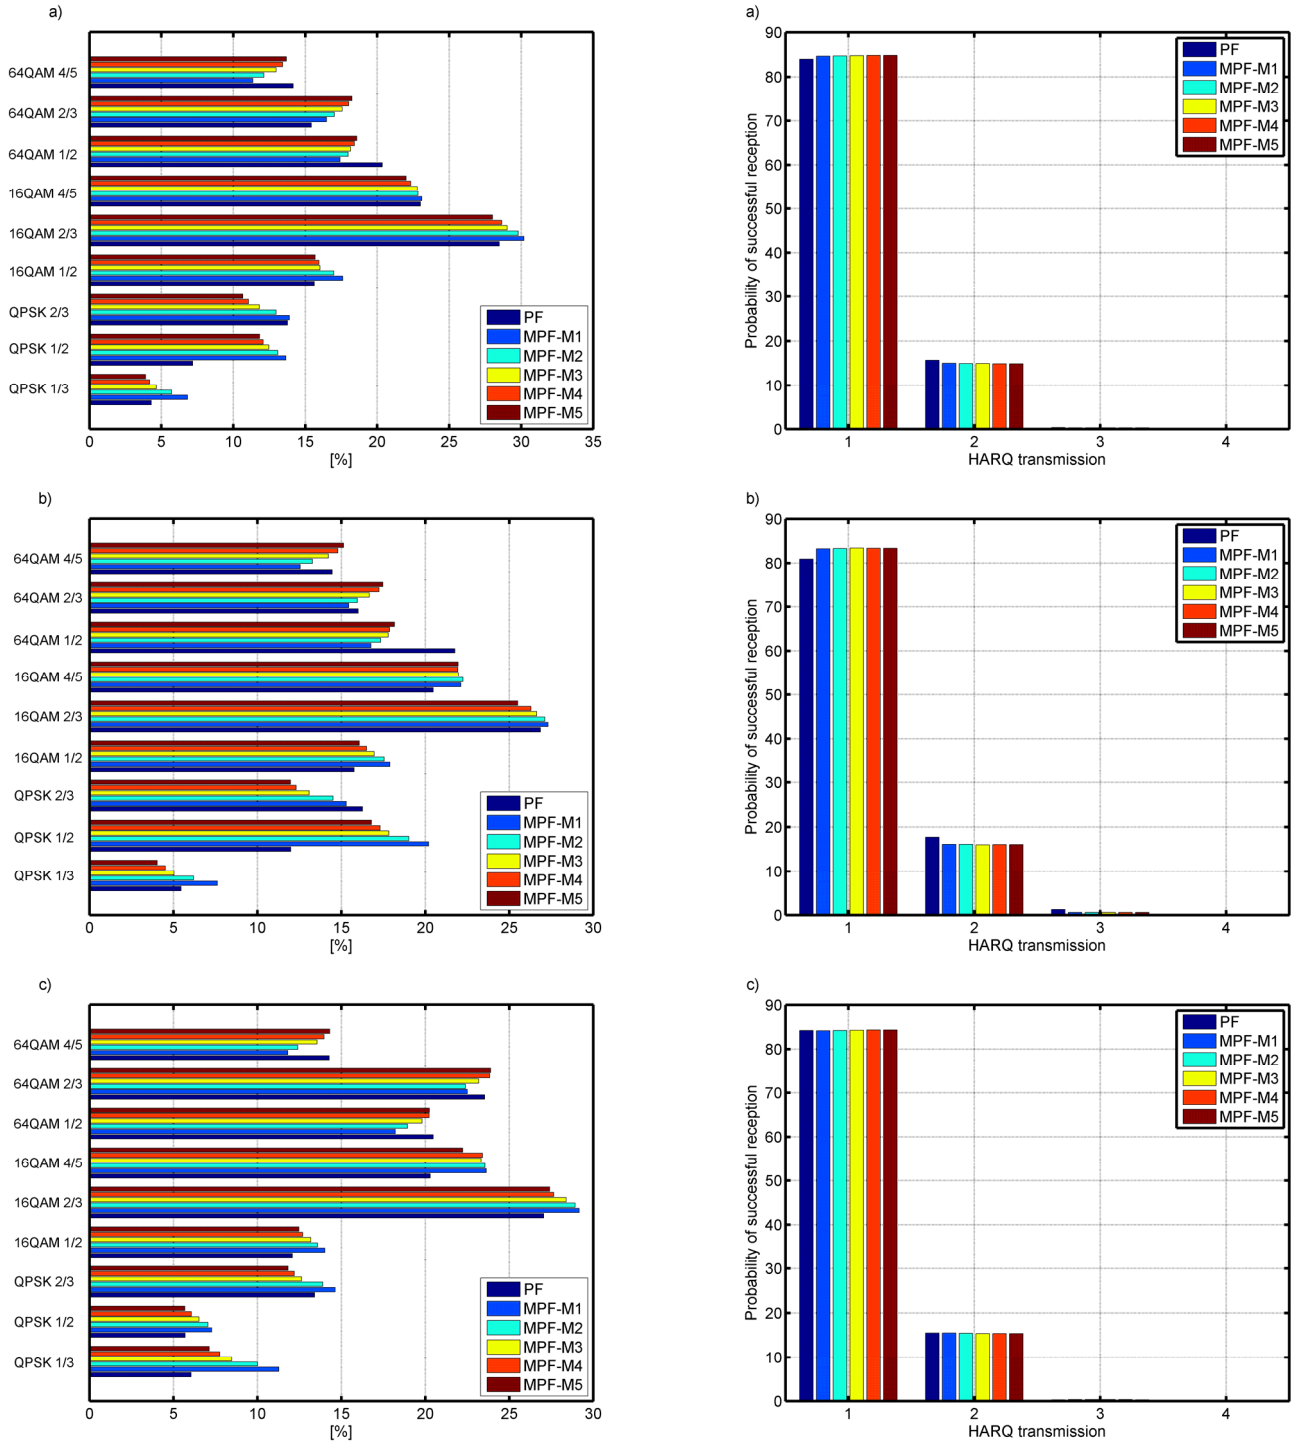 a)
64QAM 4/5
64QAM 2/3
64QAM 1/2
16QAM 4/5
16QAM 2/3
16QAM 1/2
QPSK 2/3
QPSK 1/2
QPSK 1/3
PF
MPF-M1
MPF-M2
MPF-M3
MPF-M4
MPF-M5
0 5 10 15 20 25 30 35
[%]
a)
Probability of successful reception
90
80
70
60
50
40
30
20
10
0
PF
MPF-M1
MPF-M2
MPF-M3
MPF-M4
MPF-M5
1 2 3 4
HARQ transmission
b)
64QAM 4/5
64QAM 2/3
64QAM 1/2
16QAM 4/5
16QAM 2/3
16QAM 1/2
QPSK 2/3
QPSK 1/2
QPSK 1/3
PF
MPF-M1
MPF-M2
MPF-M3
MPF-M4
MPF-M5
0 5 10 15 20 25 30
[%]
b)
Probability of successful reception
90
80
70
60
50
40
30
20
10
0
PF
MPF-M1
MPF-M2
MPF-M3
MPF-M4
MPF-M5
1 2 3 4
HARQ transmission
c)
64QAM 4/5
64QAM 2/3
64QAM 1/2
16QAM 4/5
16QAM 2/3
16QAM 1/2
QPSK 2/3
QPSK 1/2
QPSK 1/3
PF
MPF-M1
MPF-M2
MPF-M3
MPF-M4
MPF-M5
0 5 10 15 20 25 30
[%]
c)
Probability of successful reception
90
80
70
60
50
40
30
20
10
0
PF
MPF-M1
MPF-M2
MPF-M3
MPF-M4
MPF-M5
1 2 3 4
HARQ transmission